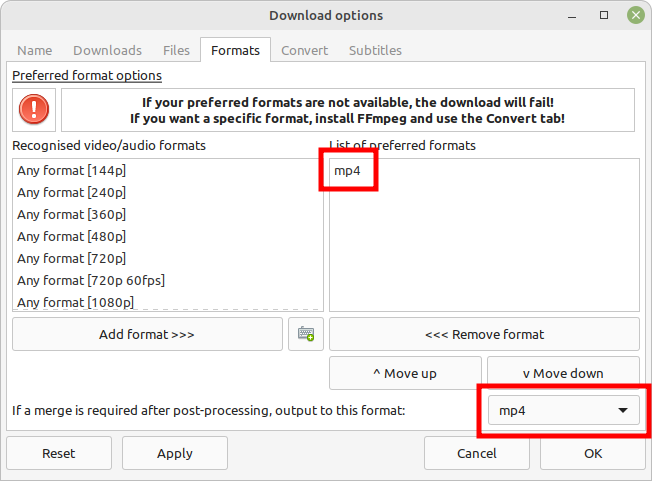 Download options
Name Downloads Files Formats Convert Subtitles
Preferred format options
If your preferred formats are not available, the download will fail!
If you want a specific format, install FFmpeg and use the Convert tab!
Recognised video/audio formats
List of preferred formats
Any format [144p]
Any format [240p]
Any format [360p]
Any format [480p]
Any format [720p]
Any format [720p 60fps]
Any format [1080p]
mp4
Add format >>>
<<< Remove format
^ Move up
v Move down
If a merge is required after post-processing, output to this format:
mp4
Reset
Apply
Cancel
OK